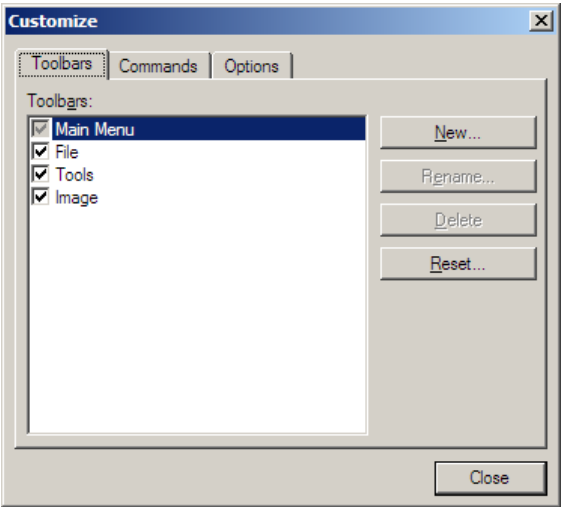 Customize
Toolbars Commands Options
Toolbars:
Main Menu
File
Tools
Image
New...
Rename...
Delete
Reset...
Close